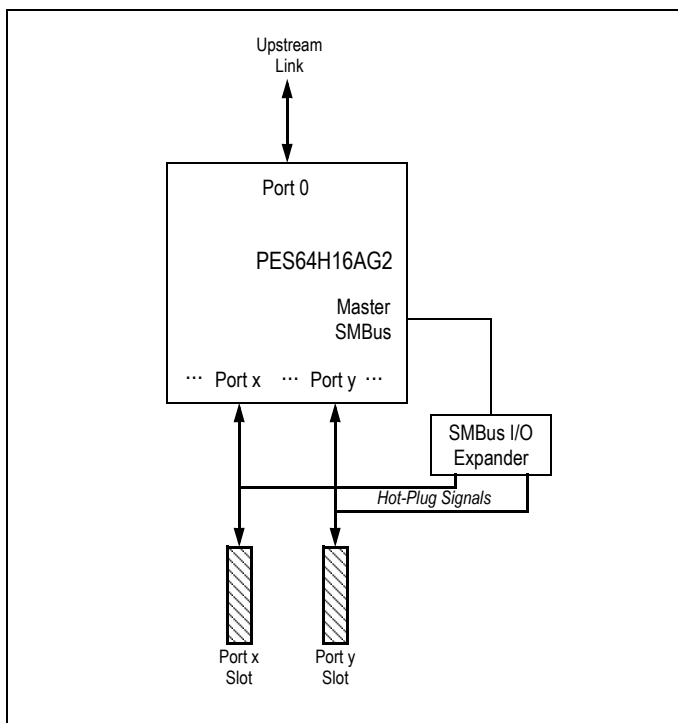 Upstream
Link
Port 0
PES64H16AG2
Master
SMBus
... Port x ... Port y ...
SMBus I/O
Expander
Hot-Plug Signals
Port x
Slot
Port y
Slot